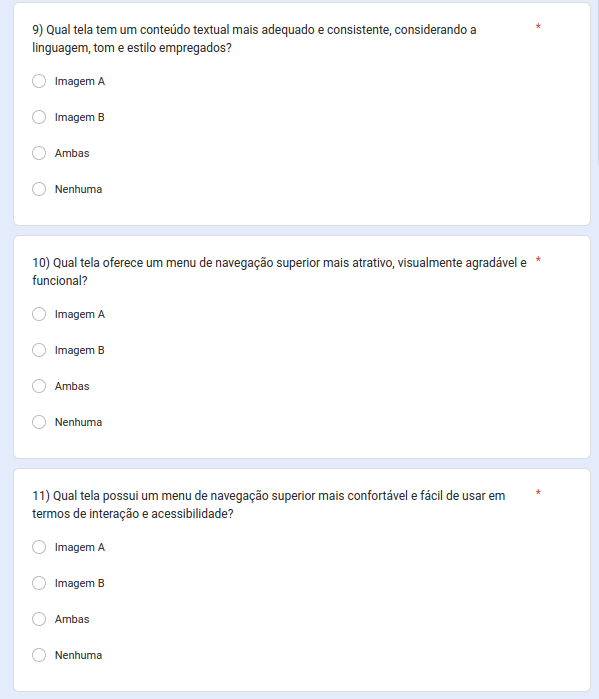 9) Qual tela tem um conteúdo textual mais adequado e consistente, considerando a *
linguagem, tom e estilo empregados?
Imagem A
Imagem B
Ambas
Nenhuma
10) Qual tela oferece um menu de navegação superior mais atrativo, visualmente agradável e *
funcional?
Imagem A
Imagem B
Ambas
Nenhuma
11) Qual tela possui um menu de navegação superior mais confortável e fácil de usar em *
termos de interação e acessibilidade?
Imagem A
Imagem B
Ambas
Nenhuma